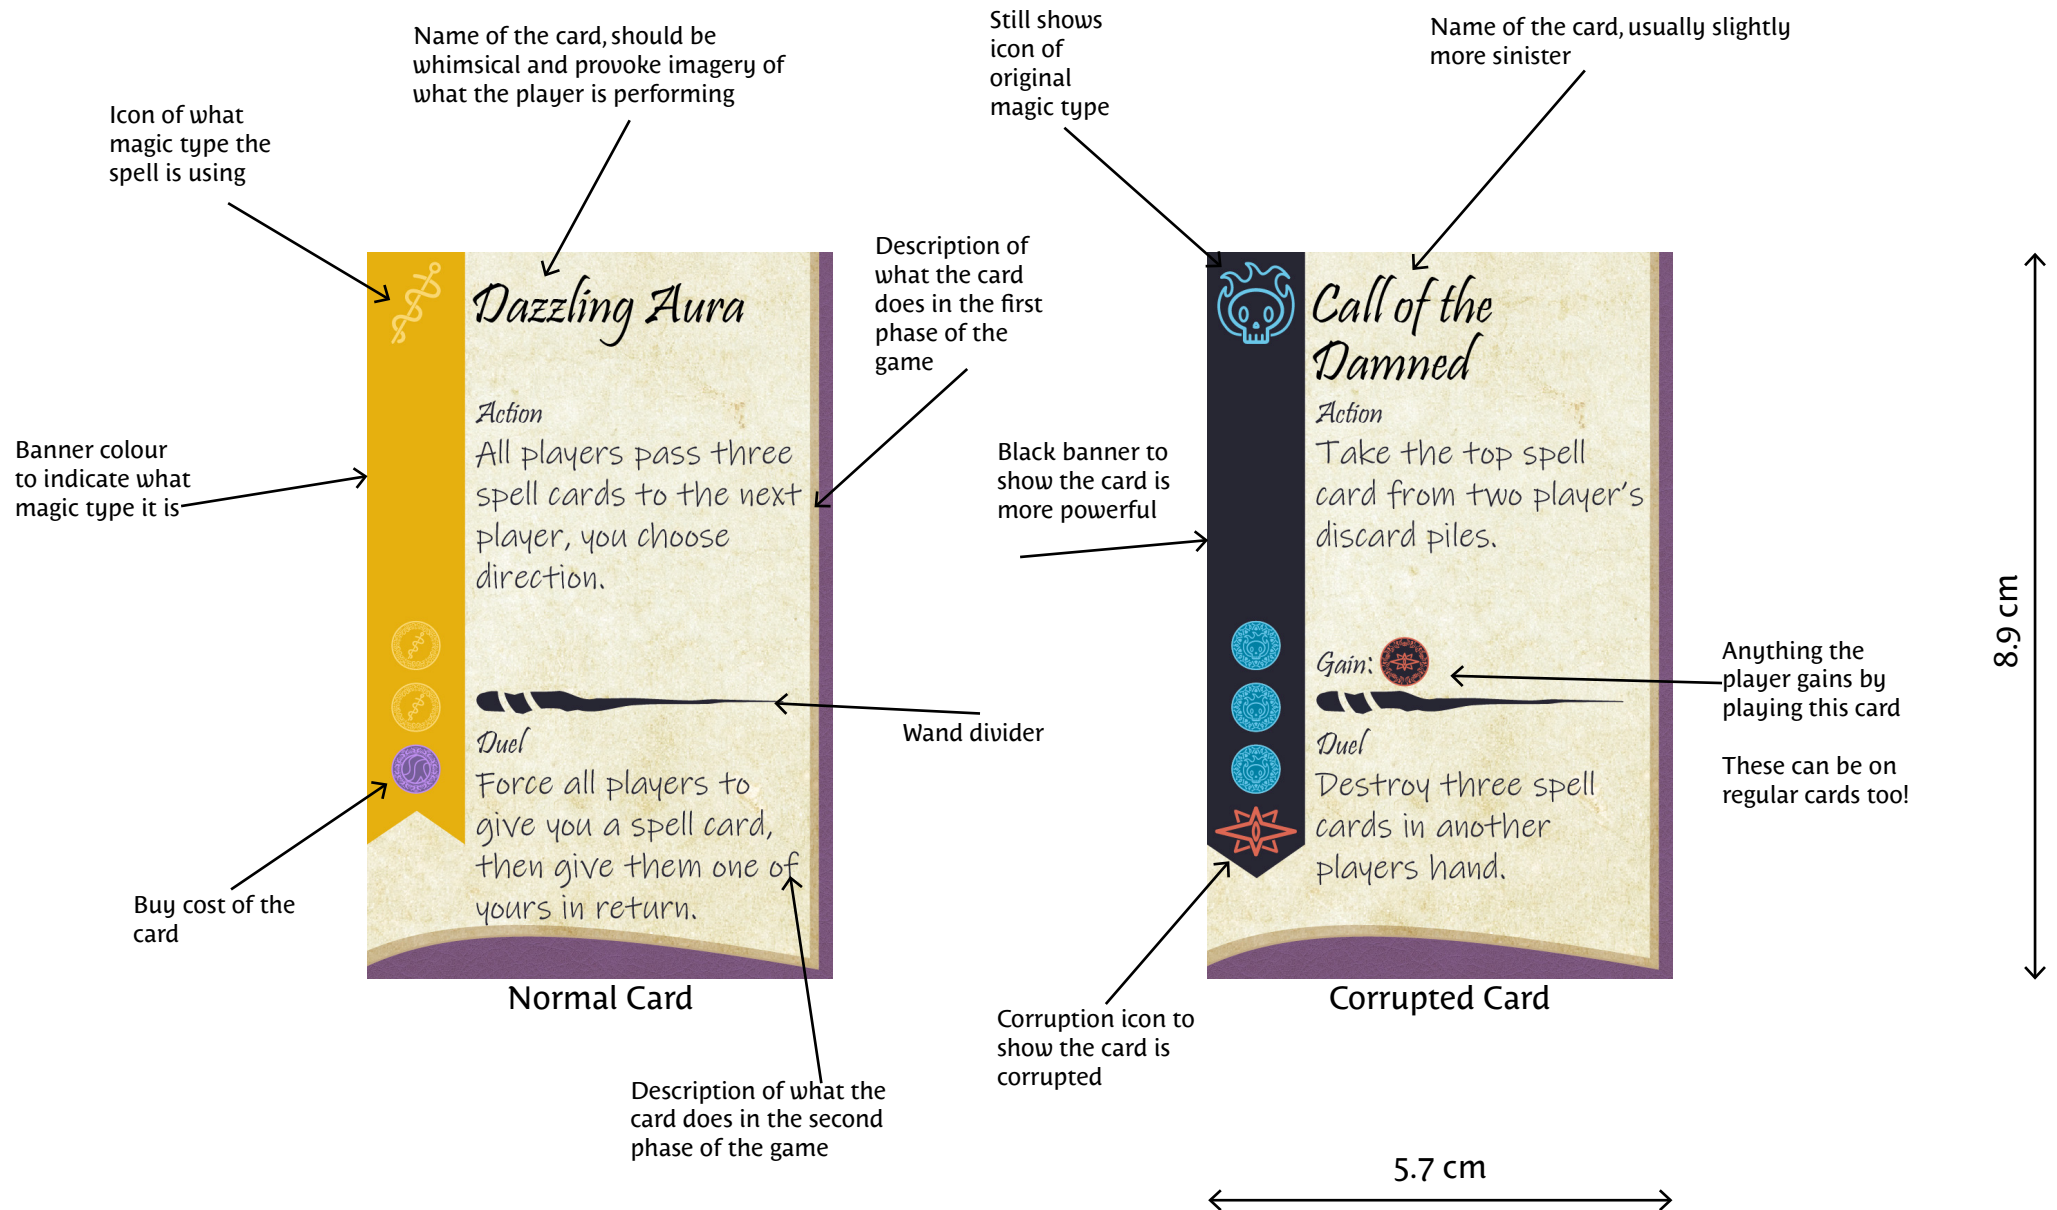 Name of the card, should be
whimsical and provoke imagery of
what the player is performing
Still shows
icon of
original
magic type
Name of the card, usually slightly
more sinister
Icon of what
magic type the
spell is using
Description of
what the card
does in the first
phase of the
game
Banner colour
to indicate what
magic type it is
Dazzling Aura
Action
All players pass three
spell cards to the next
player, you choose
direction.
Duel
Force all players to
give you a spell card,
then give them one of
yours in return.
Wand divider
Buy cost of the
card
Normal Card
Description of what the
card does in the second
phase of the game
Black banner to
show the card is
more powerful
Call of the
Damned
Action
Take the top spell
card from two player's
discard piles.
Gain:
Duel
Destroy three spell
cards in another
players hand.
Anything the
player gains by
playing this card
These can be on
regular cards too!
Corrupted Card
Corruption icon to
show the card is
corrupted
8.9 cm
5.7 cm